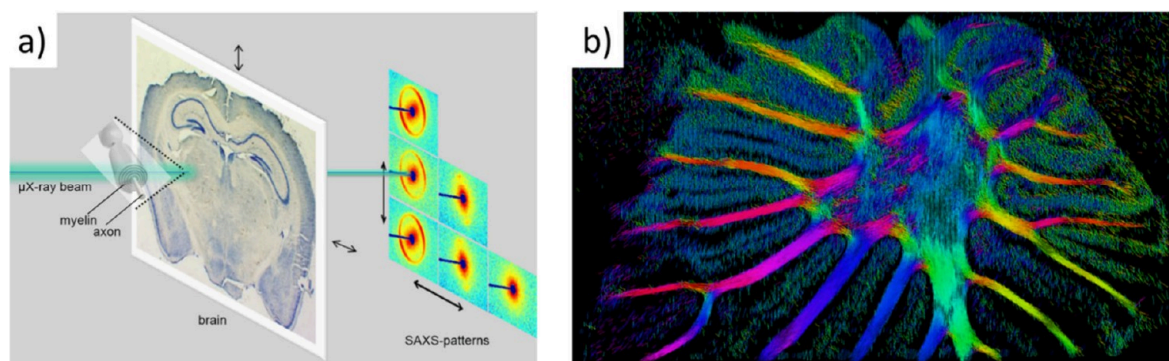 a)
μX-ray beam
myelin
axon
brain
SAXS-patterns
b)